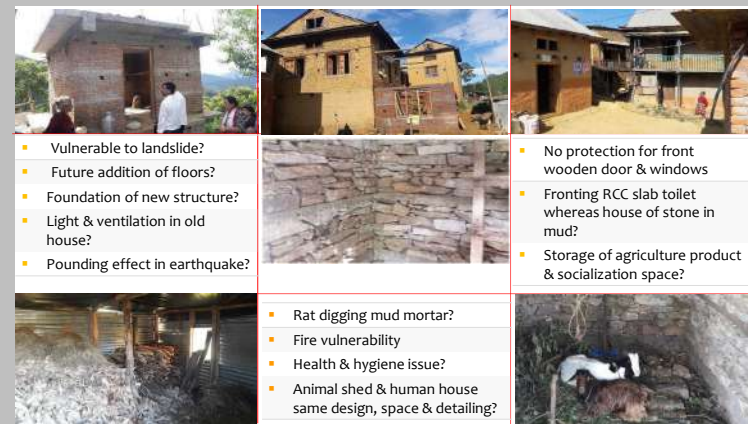 Vulnerable to landslide?
Future addition of floors?
Foundation of new structure?
Light & ventilation in old
house?
Pounding effect in earthquake?
No protection for front
wooden door & windows
Fronting RCC slab toilet
whereas house of stone in
mud?
Storage of agriculture product
& socialization space?
Rat digging mud mortar?
Fire vulnerability
Health & hygiene issue?
Animal shed & human house
same design, space & detailing?